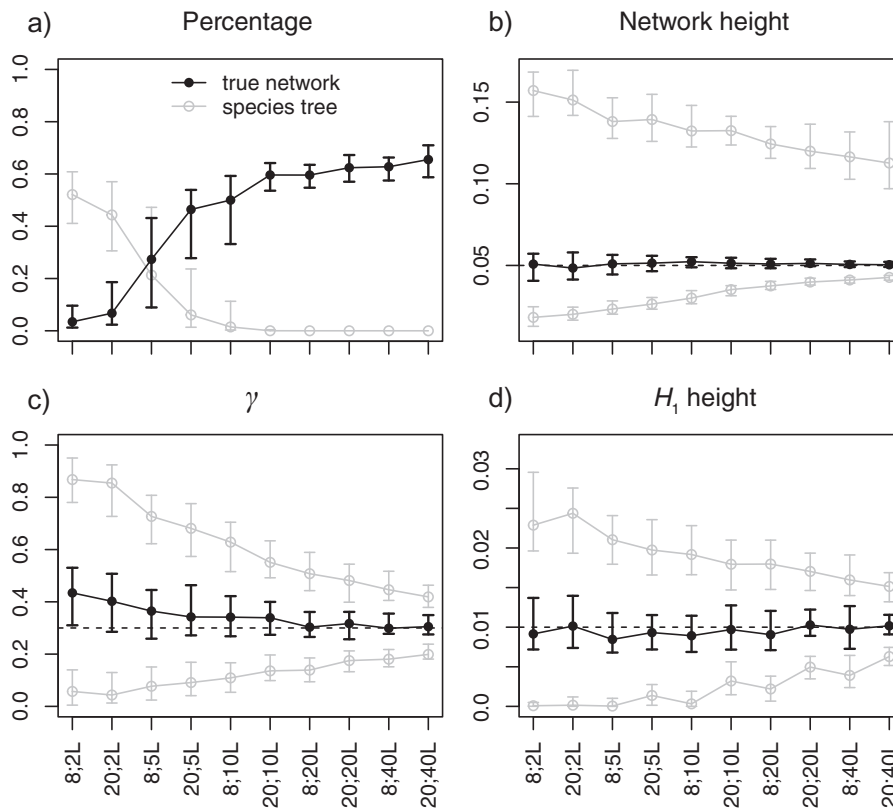 a) Percentage
1.0
0.8
0.6
0.4
0.2
0.0
true network
species tree
b) Network height
0.15
0.10
0.05
c) γ
1.0
0.8
0.6
0.4
0.2
0.0
8;2L
20;2L
8;5L
20;5L
8;10L
20;10L
8;20L
20;20L
8;40L
20;40L
d) H1 height
0.03
0.02
0.01
0.0
8;2L
20;2L
8;5L
20;5L
8;10L
20;10L
8;20L
20;20L
8;40L
20;40L